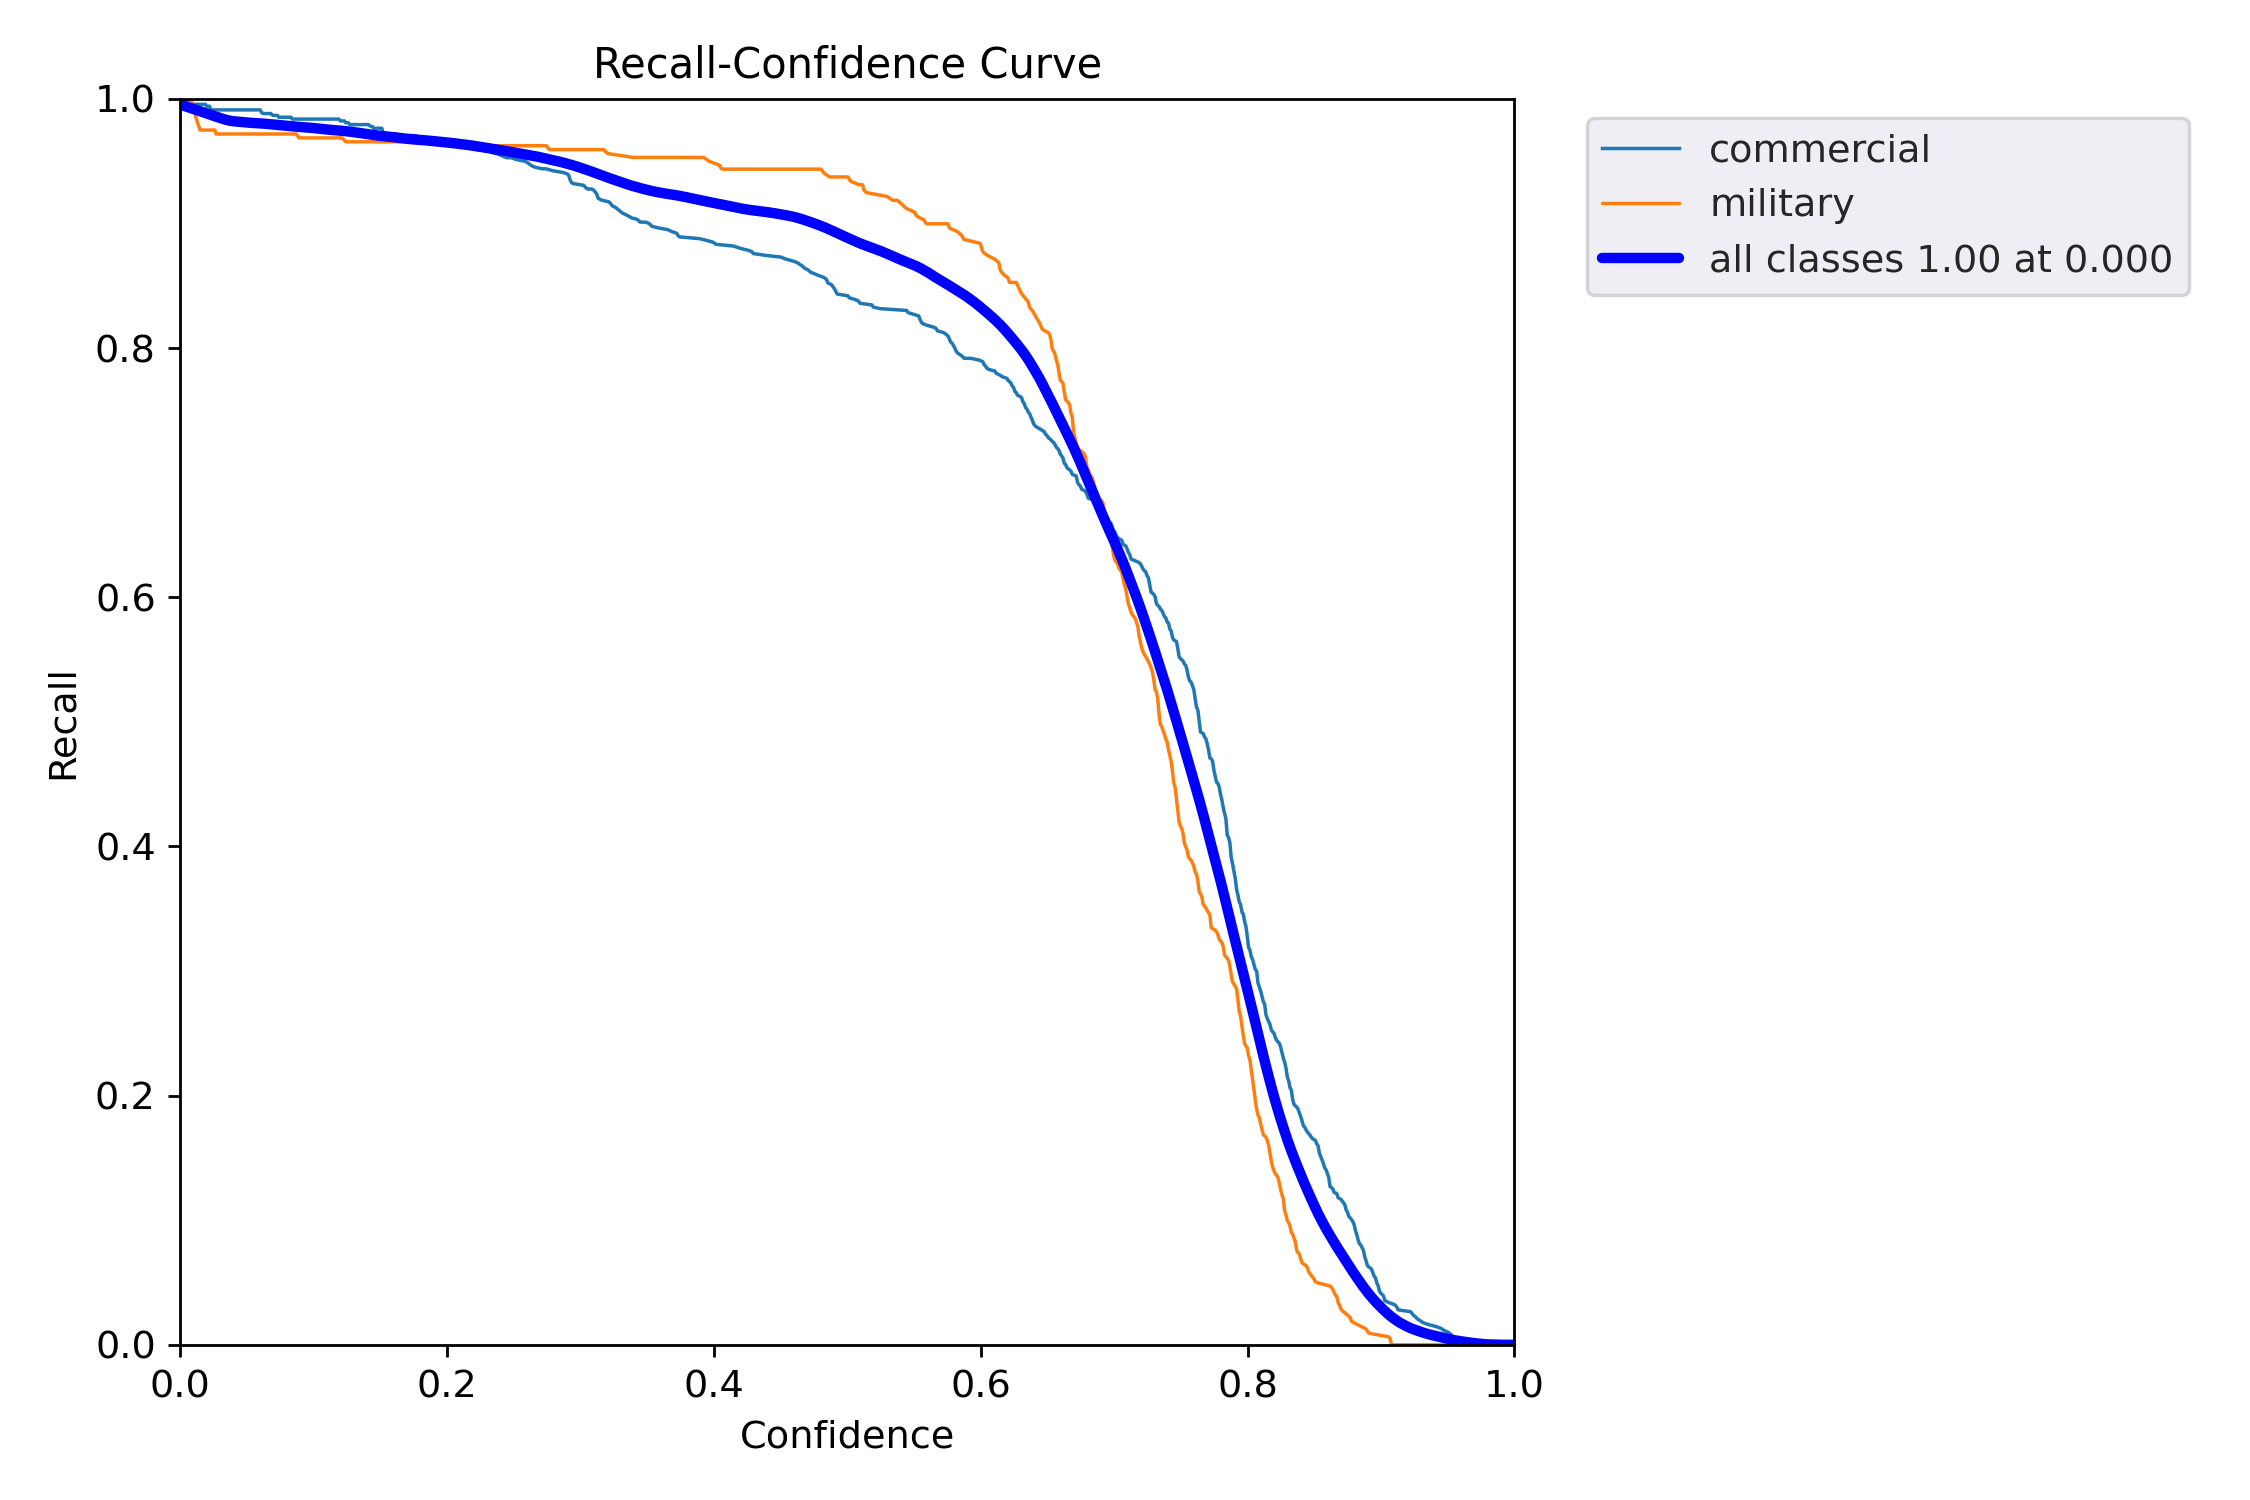 Recall-Confidence Curve
1.0
0.8
0.6
0.4
0.2
0.0
Recall
0.0 0.2 0.4 0.6 0.8 1.0
Confidence
commercial
military
all classes 1.00 at 0.000